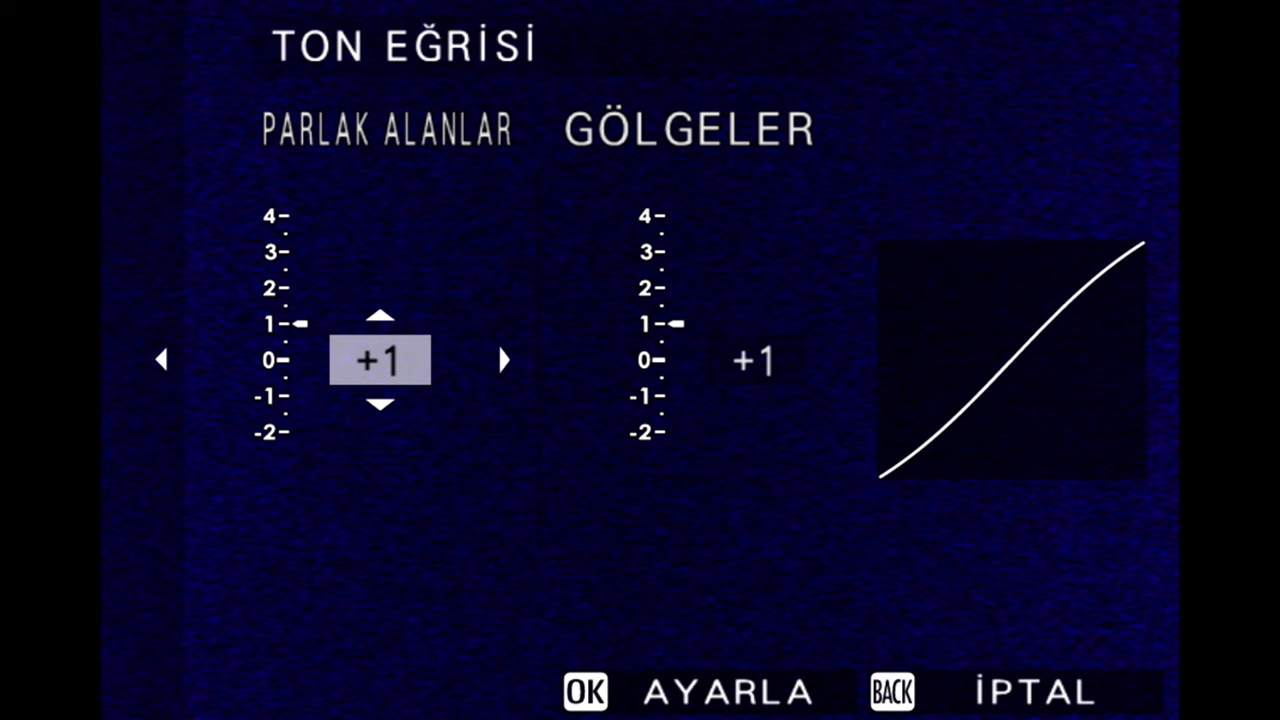 TON EĞRİSİ
PARLAK ALANLAR GÖLGELER
4 4
3 3
2 2
1 1
0 +1 0 +1
-1 -1
-2 -2
OK AYARLA BACK İPTAL